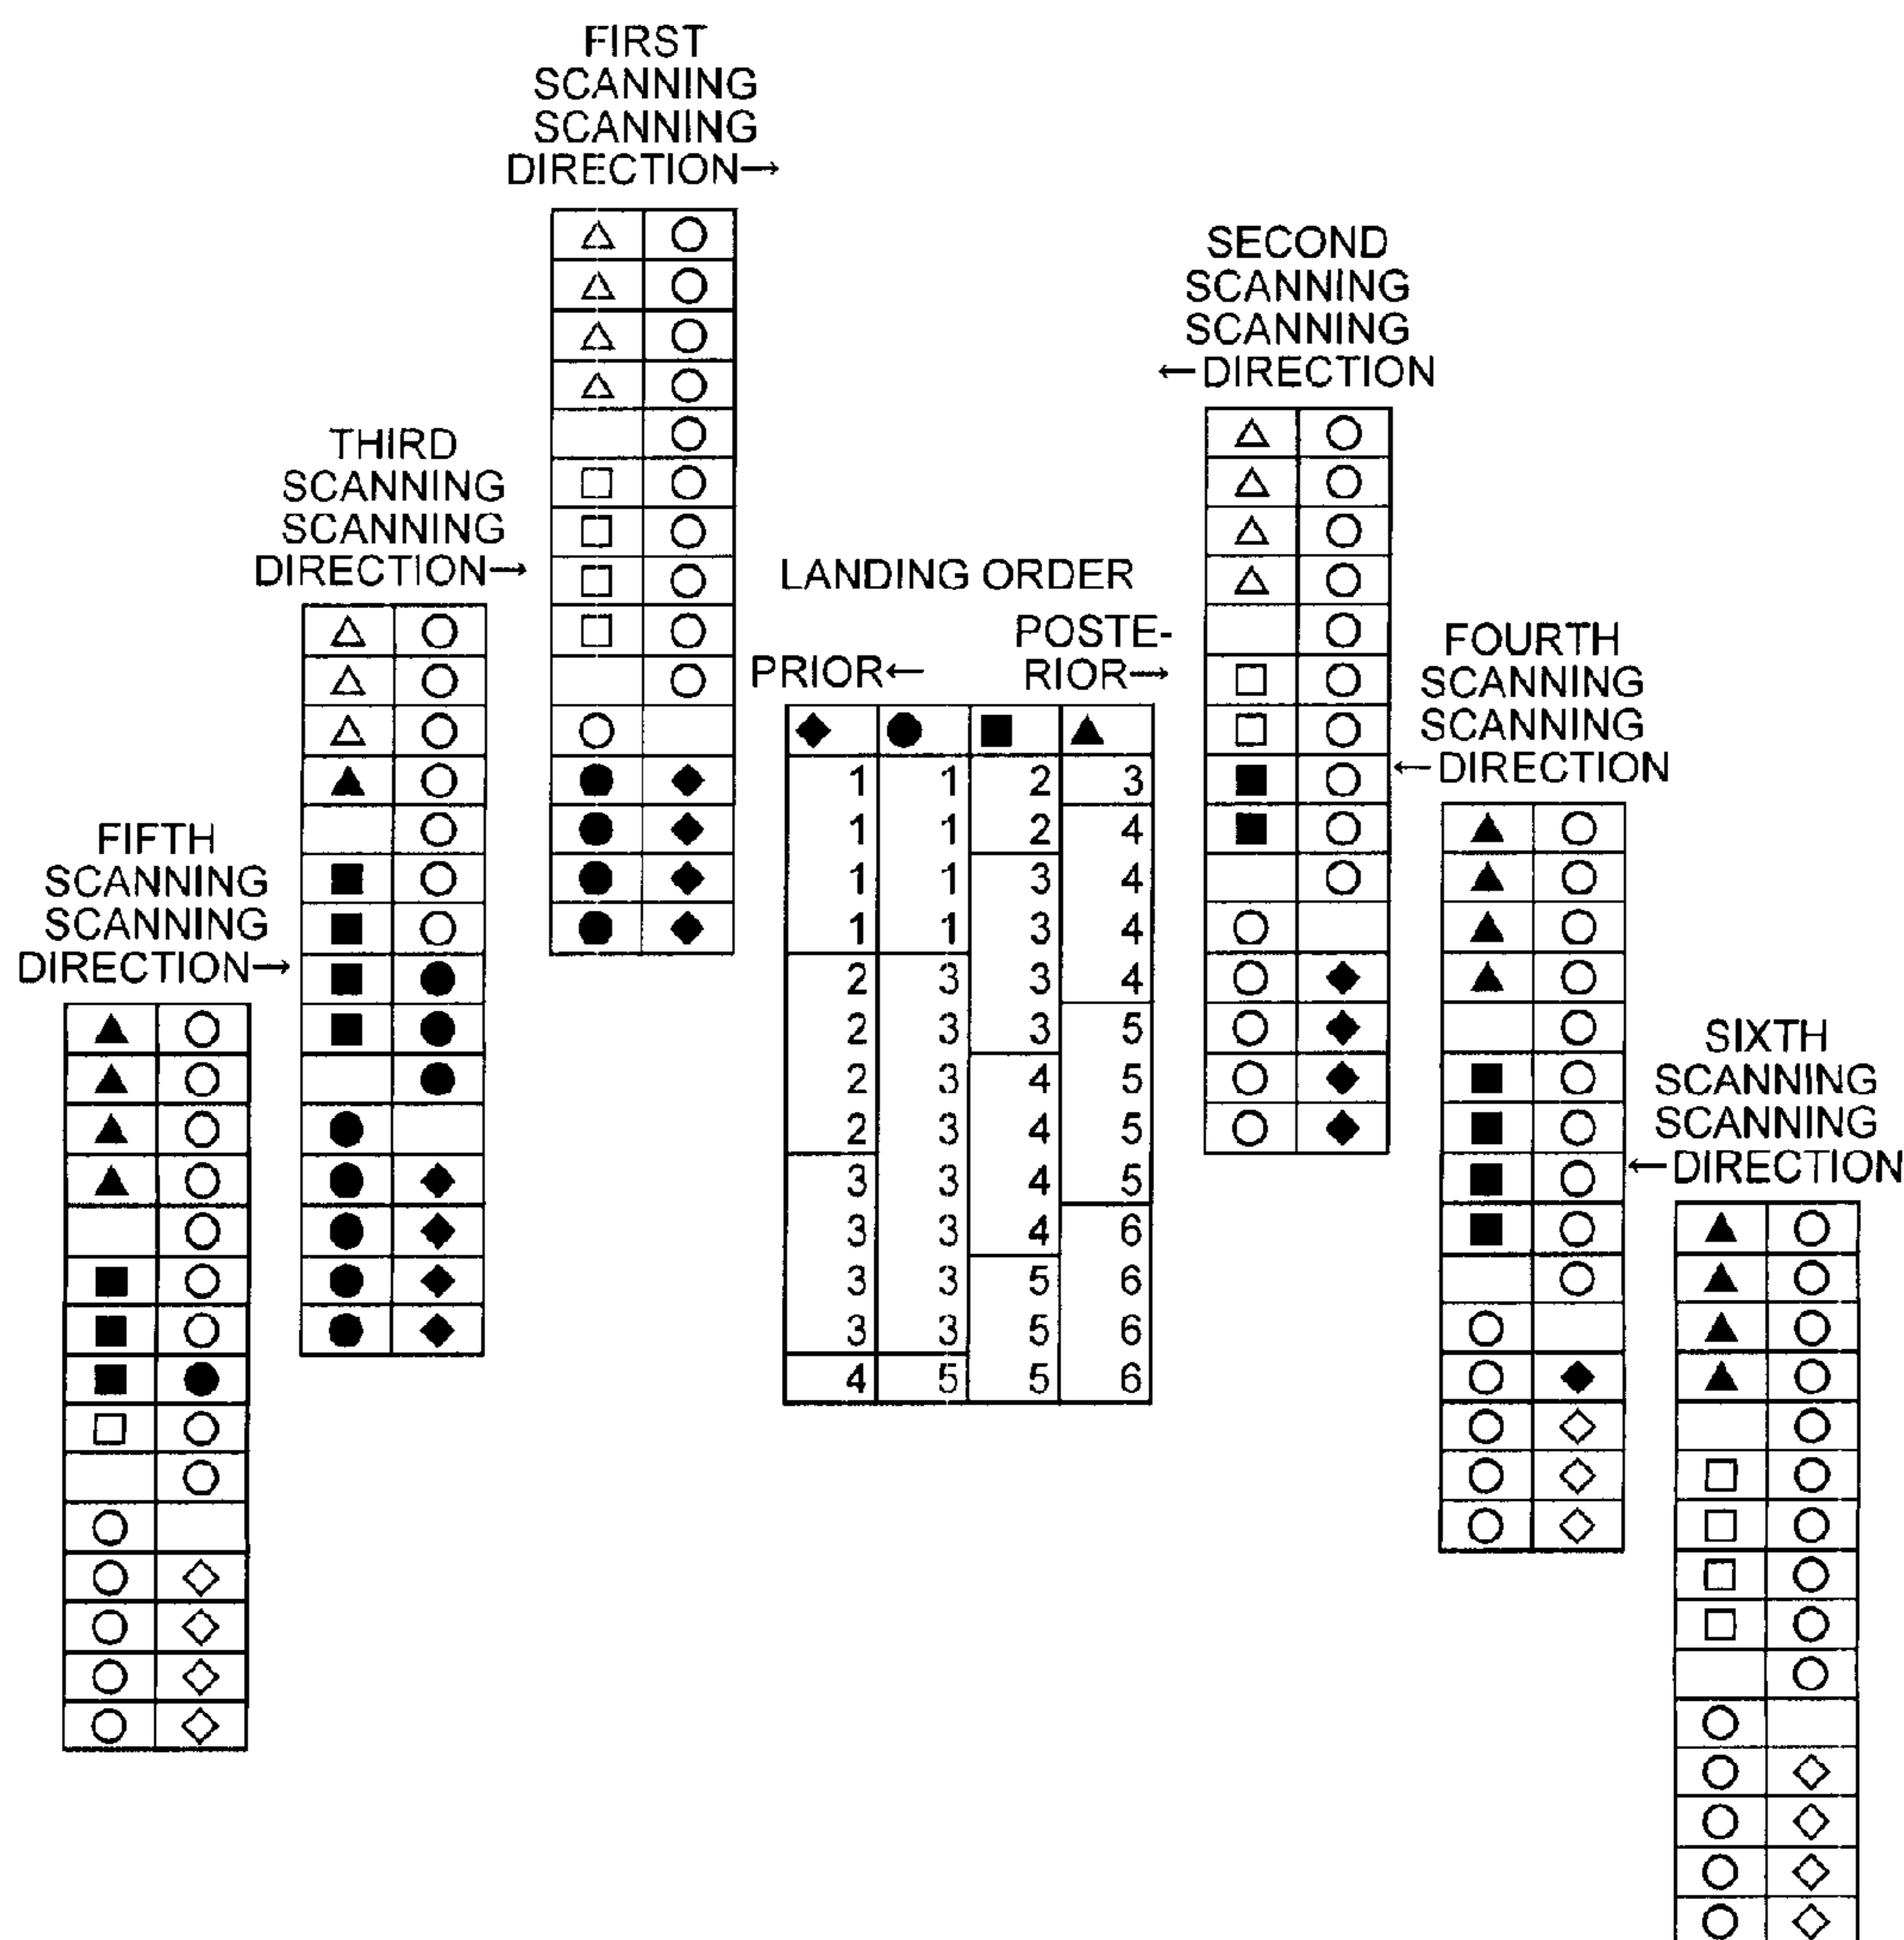 FIRST
SCANNING
SCANNING
DIRECTION→
SECOND
SCANNING
SCANNING
←DIRECTION
THIRD
SCANNING
SCANNING
DIRECTION→
LANDING ORDER
PRIOR←
POSTE-
RIOR→
FOURTH
SCANNING
SCANNING
←DIRECTION
FIFTH
SCANNING
SCANNING
DIRECTION→
SIXTH
SCANNING
SCANNING
←DIRECTION
◆ ● ■ ▲
1 1 2 3
1 1 2 4
1 1 3 4
1 1 3 4
2 3 3 4
2 3 3 5
2 3 4 5
2 3 4 5
3 3 4 5
3 3 4 6
3 3 5 6
3 3 5 6
4 5 5 6